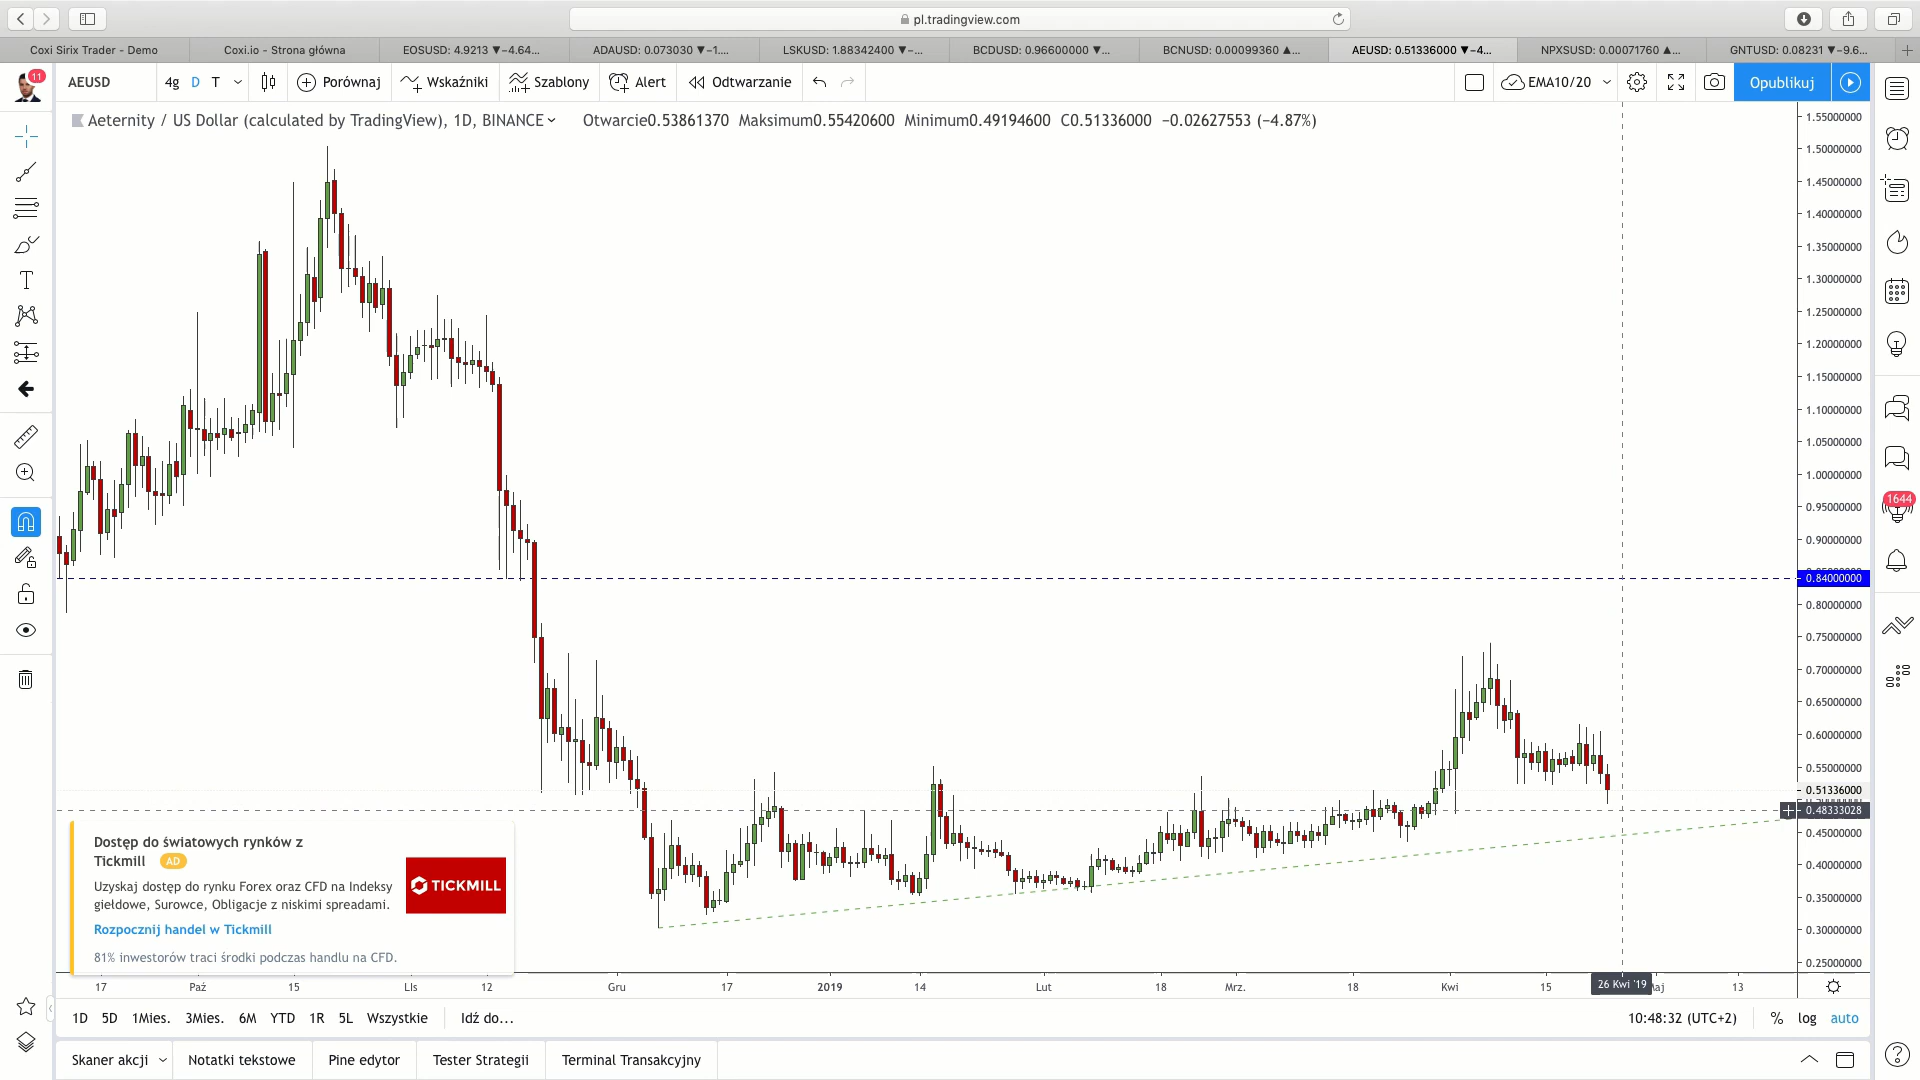 pl.tradingview.com
Coxi Sirix Trader - Demo
Coxi.io - Strona główna
EOSUSD: 4.9213 ▼−4.64...
ADAUSD: 0.073030 ▼−1....
LSKUSD: 1.88342400 ▼−...
BCDUSD: 0.96600000 ▼...
BCNUSD: 0.00099360 ▲...
AEUSD: 0.51336000 ▼−4...
NPXSUSD: 0.00071760 ▲...
GNTUSD: 0.08231 ▼−9.6...
11
AEUSD
4g
D
T
Porównaj
Wskaźniki
Szablony
Alert
Odtwarzanie
EMA10/20
Opublikuj
Aeternity / US Dollar (calculated by TradingView), 1D, BINANCE
Otwarcie0.53861370 Maksimum0.55420600 Minimum0.49194600 C0.51336000 −0.02627553 (−4.87%)
1.55000000
1.50000000
1.45000000
1.40000000
1.35000000
1.30000000
1.25000000
1.20000000
1.15000000
1.10000000
1.05000000
1.00000000
0.95000000
0.90000000
0.84000000
0.80000000
0.75000000
0.70000000
0.65000000
0.60000000
0.55000000
0.51336000
0.48333028
0.45000000
0.40000000
0.35000000
0.30000000
0.25000000
1644
Dostęp do światowych rynków z
Tickmill AD
Uzyskaj dostęp do rynku Forex oraz CFD na Indeksy
giełdowe, Surowce, Obligacje z niskimi spreadami.
Rozpocznij handel w Tickmill
81% inwestorów traci środki podczas handlu na CFD.
TICKMILL
17
Paź
15
Lis
12
Gru
17
2019
14
Lut
18
Mrz.
18
Kwi
15
26 Kwi '19
13
1D
5D
1Mies.
3Mies.
6M
YTD
1R
5L
Wszystkie
Idź do...
10:48:32 (UTC+2)
%
log
auto
Skaner akcji
Notatki tekstowe
Pine edytor
Tester Strategii
Terminal Transakcyjny